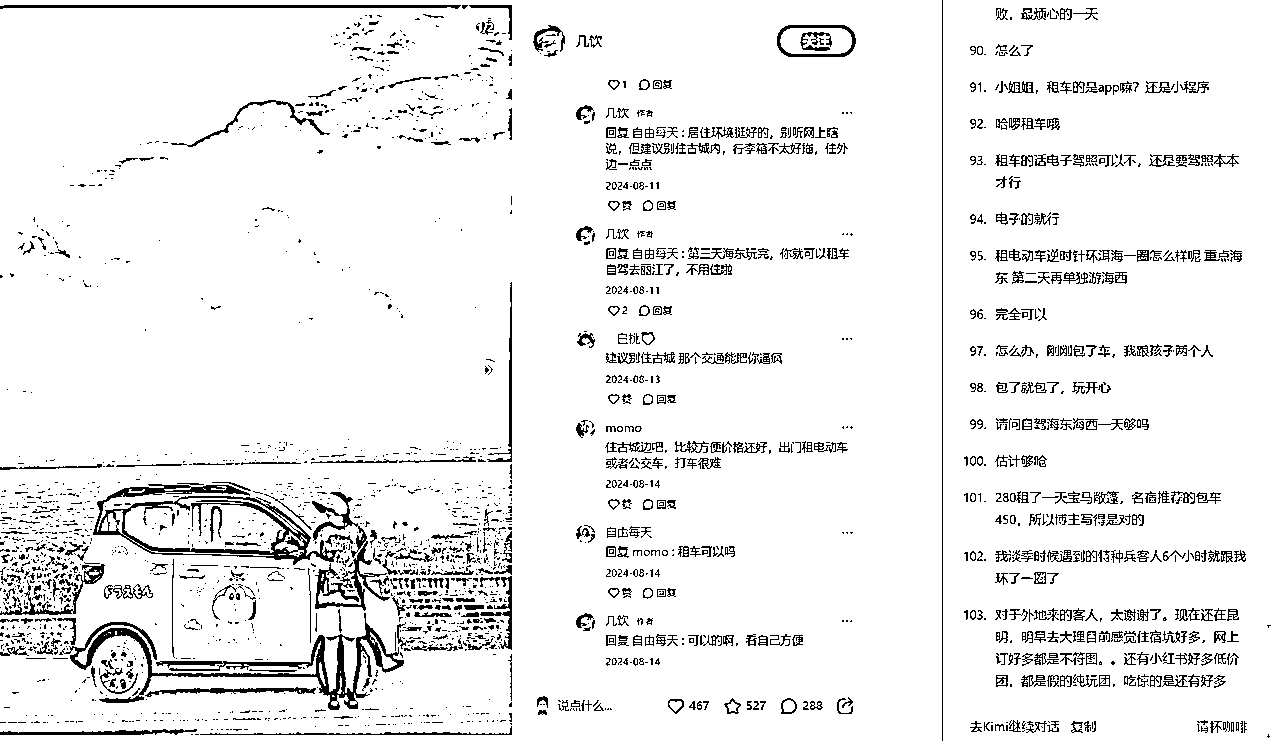 几饮
关注
1 回复
几饮 作者
回复 自由每天 : 居住环境挺好的，别听网上瞎
说，但建议别住古城内，行李箱不太好拖，住外
边一点点
2024-08-11
赞 回复
几饮 作者
回复 自由每天 : 第三天海东玩完，你就可以租车
自驾去丽江了，不用住啦
2024-08-11
2 回复
白桃
建议别住古城 那个交通能把你逼疯
2024-08-13
赞 回复
momo
住古城边吧，比较方便价格还好，出门租电动车
或者公交车，打车很难
2024-08-14
赞 回复
自由每天
回复 momo : 租车可以吗
2024-08-14
赞 回复
几饮 作者
回复 自由每天 : 可以的啊，看自己方便
2024-08-14
说点什么...
467 527 288
败，最烦心的一天
90. 怎么了
91. 小姐姐，租车的是app嘛？还是小程序
92. 哈啰租车哦
93. 租车的话电子驾照可以不，还是要驾照本本
才行
94. 电子的就行
95. 租电动车逆时针环洱海一圈怎么样呢 重点海
东 第二天再单独游海西
96. 完全可以
97. 怎么办，刚刚包了车，我跟孩子两个人
98. 包了就包了，玩开心
99. 请问自驾海东海西一天够吗
100. 估计够呛
101. 280租了一天宝马敞篷，名宿推荐的包车
450，所以博主写得是对的
102. 我淡季时候遇到的特种兵客人6个小时就跟我
环了一圈了
103. 对于外地来的客人，太谢谢了。现在还在昆
明，明早去大理目前感觉住宿坑好多，网上
订好多都是不符图。。还有小红书好多低价
团，都是假的纯玩团，吃惊的是还有好多
去Kimi继续对话 复制 请杯咖啡